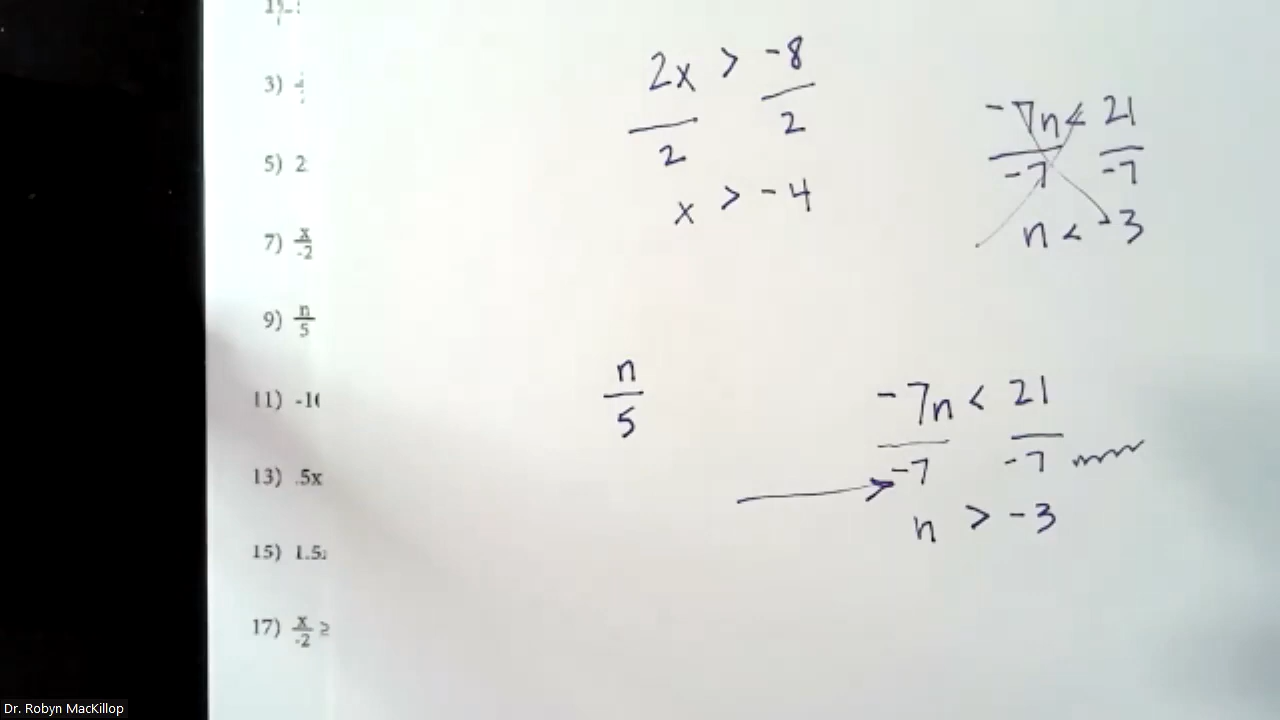 3)
5) 2
7) x/-2
9) n/5
11) -1
13) .5x
15) 1.5
17) x/-2 ≥
2x > -8
2 2
x > -4
-7n < 21
-7 -7
n < -3
n
5
-7n < 21
-7 -7
n > -3
Dr. Robyn MacKillop